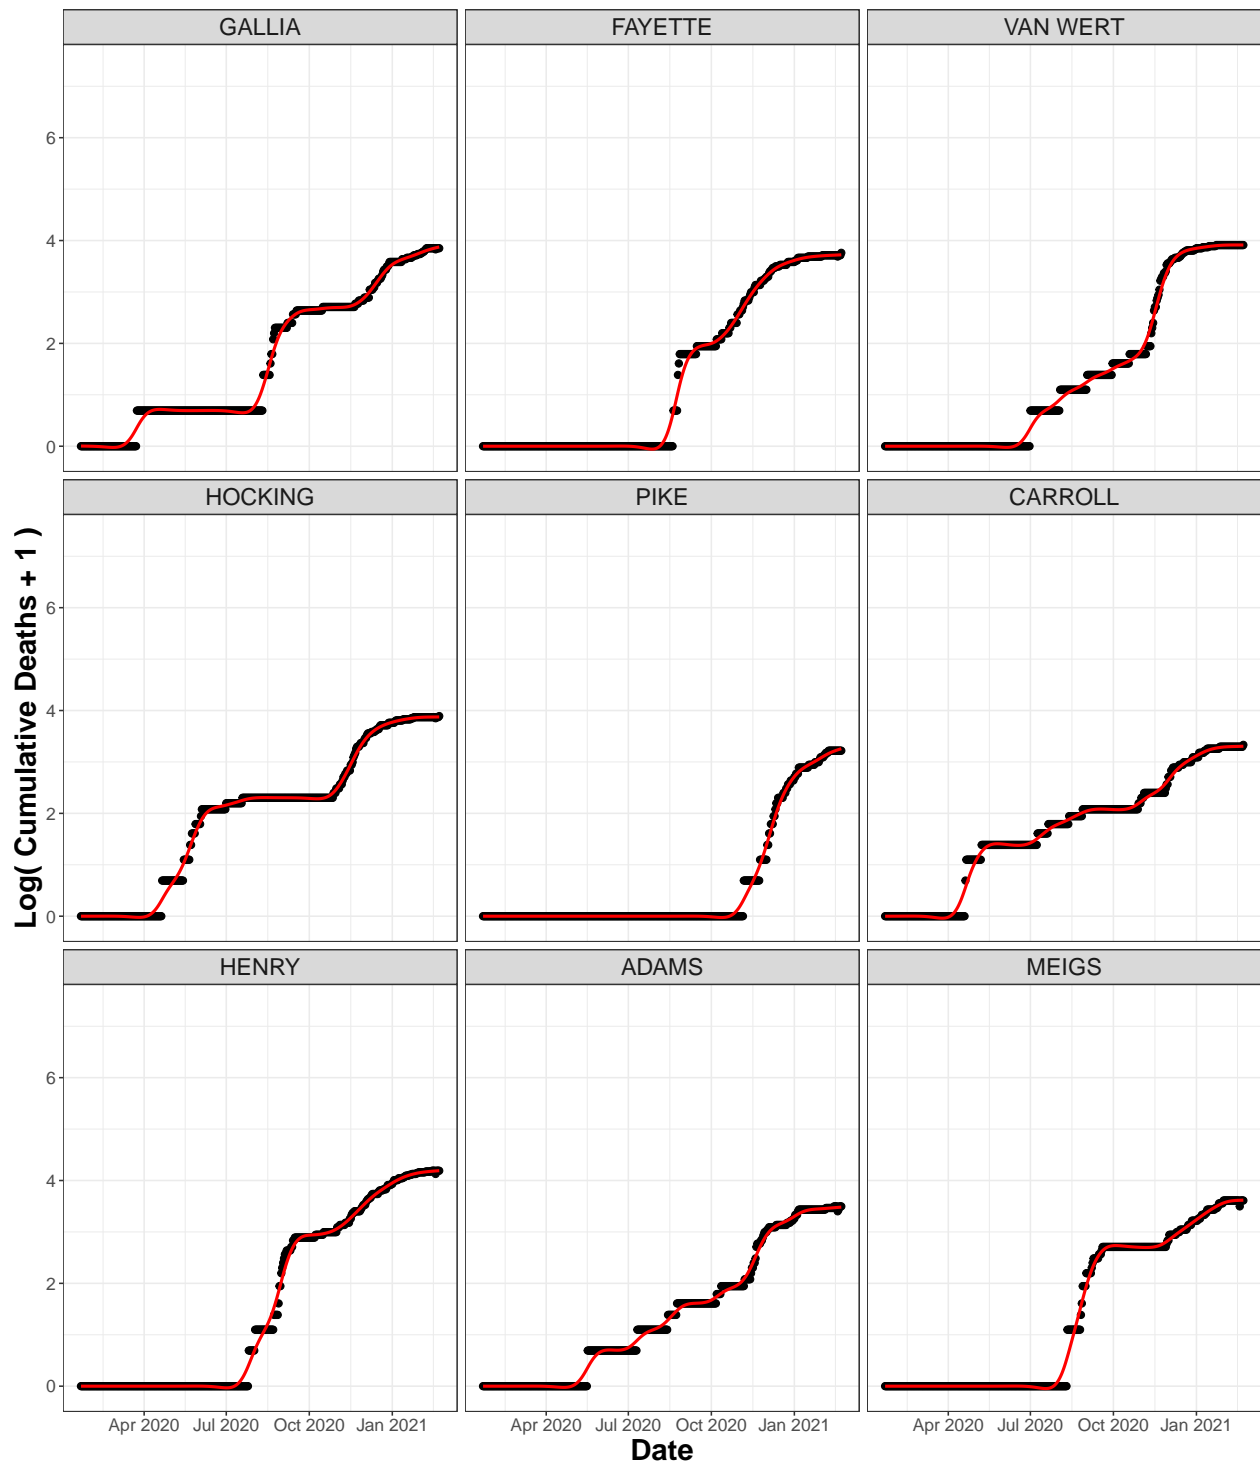 GALLIA FAYETTE VAN WERT
6
4
2
0
HOCKING PIKE CARROLL
Log( Cumulative Deaths + 1 )
6
4
2
0
HENRY ADAMS MEIGS
6
4
2
0
Apr 2020 Jul 2020 Oct 2020 Jan 2021 Apr 2020 Jul 2020 Oct 2020 Jan 2021 Apr 2020 Jul 2020 Oct 2020 Jan 2021
Date